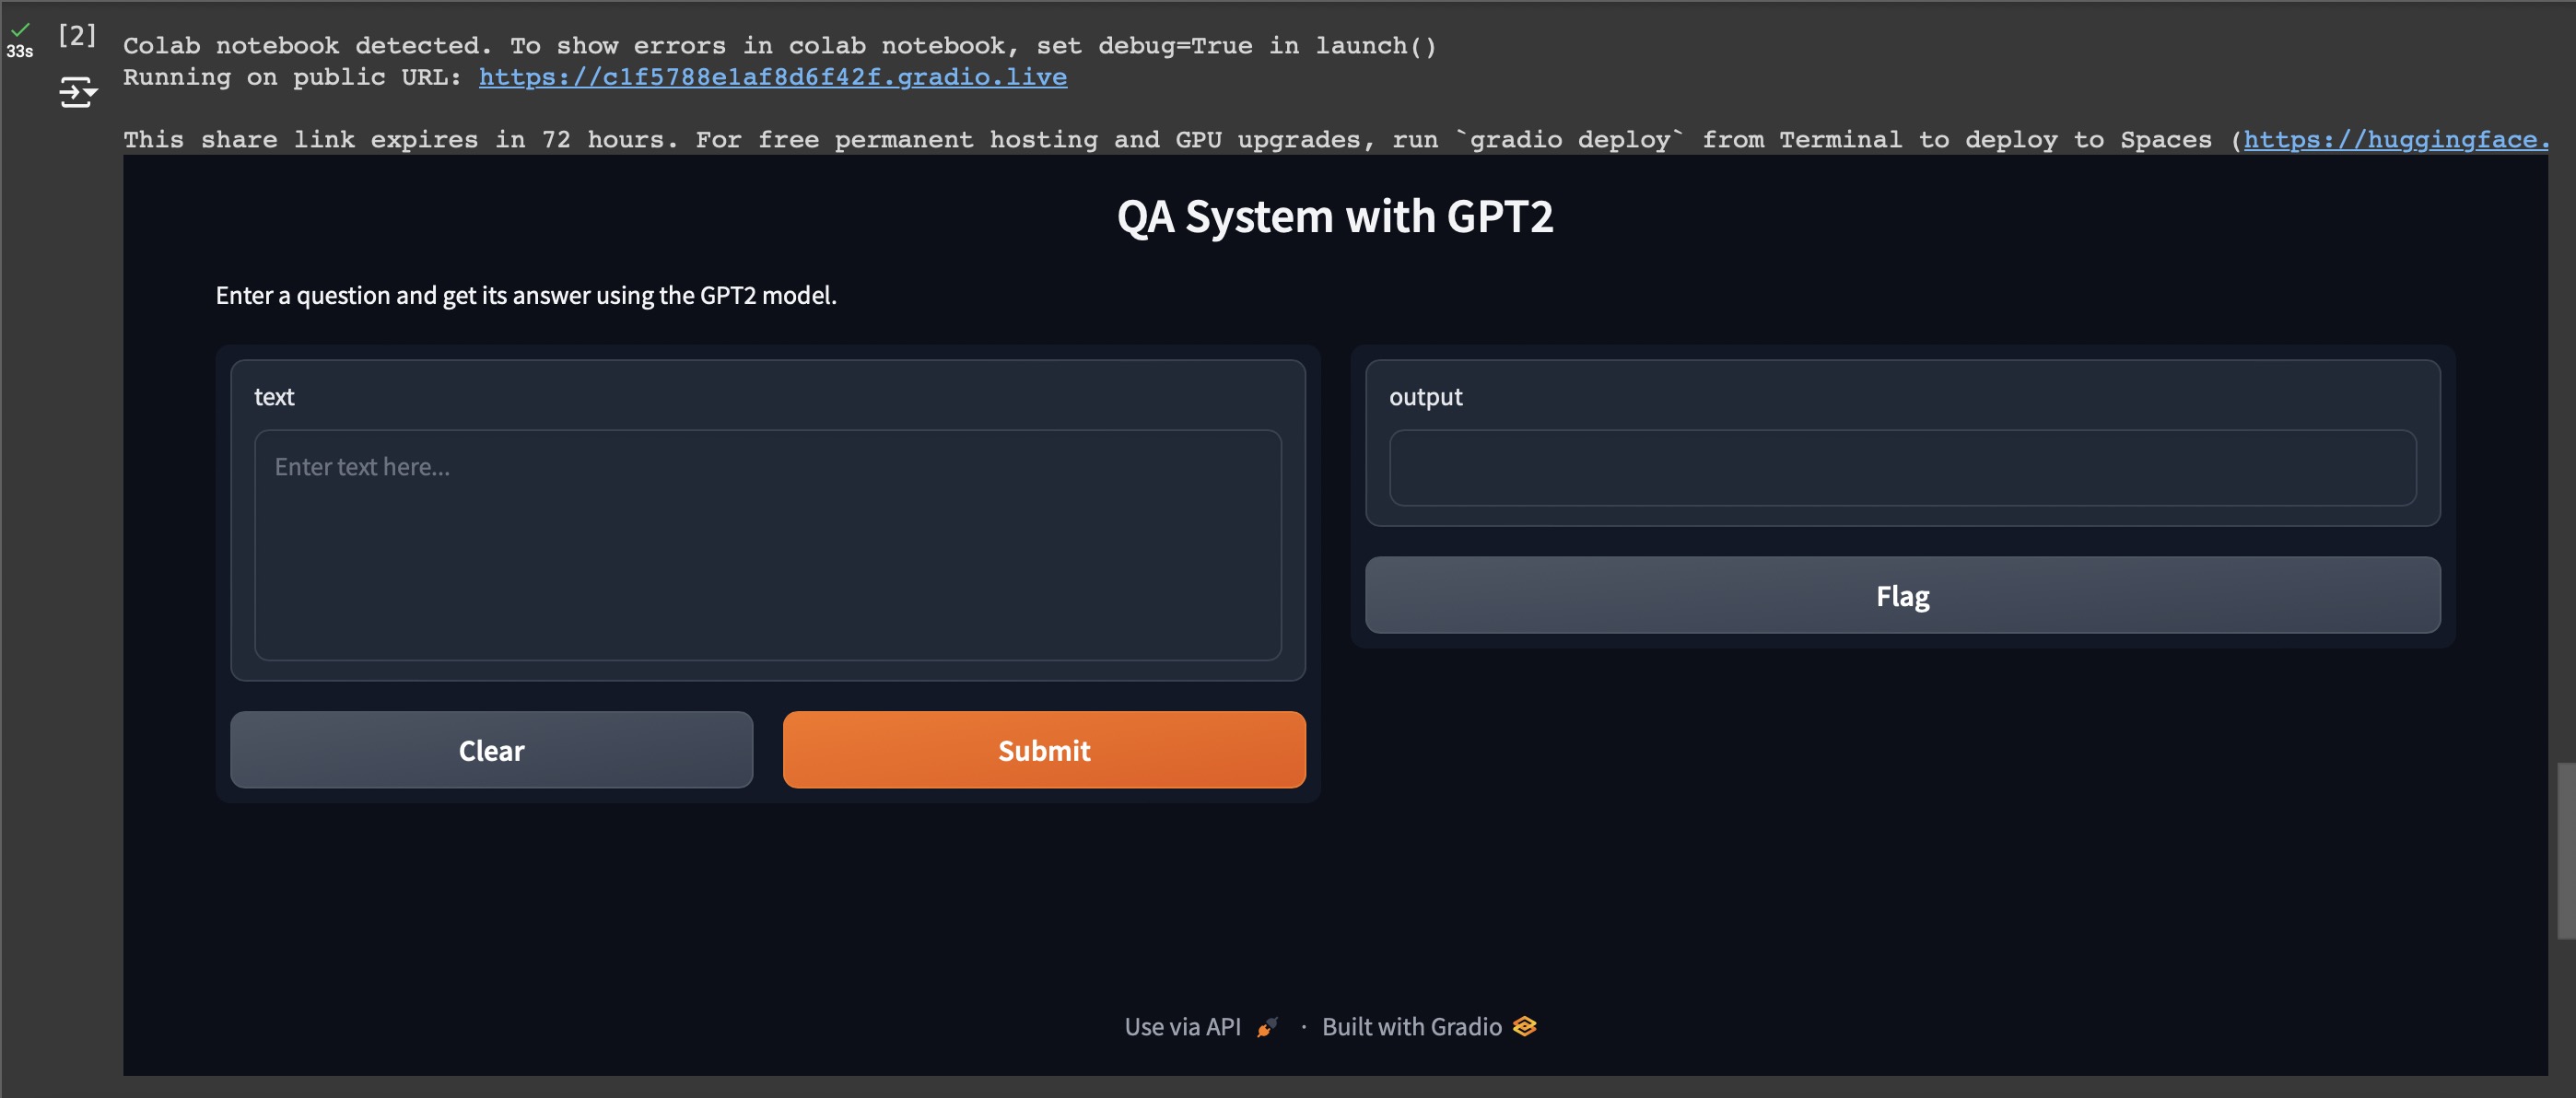 [2]
33s
Colab notebook detected. To show errors in colab notebook, set debug=True in launch()
Running on public URL: https://c1f5788e1af8d6f42f.gradio.live
This share link expires in 72 hours. For free permanent hosting and GPU upgrades, run `gradio deploy` from Terminal to deploy to Spaces (https://huggingface.
QA System with GPT2
Enter a question and get its answer using the GPT2 model.
text
Enter text here...
Clear
Submit
output
Flag
Use via API · Built with Gradio